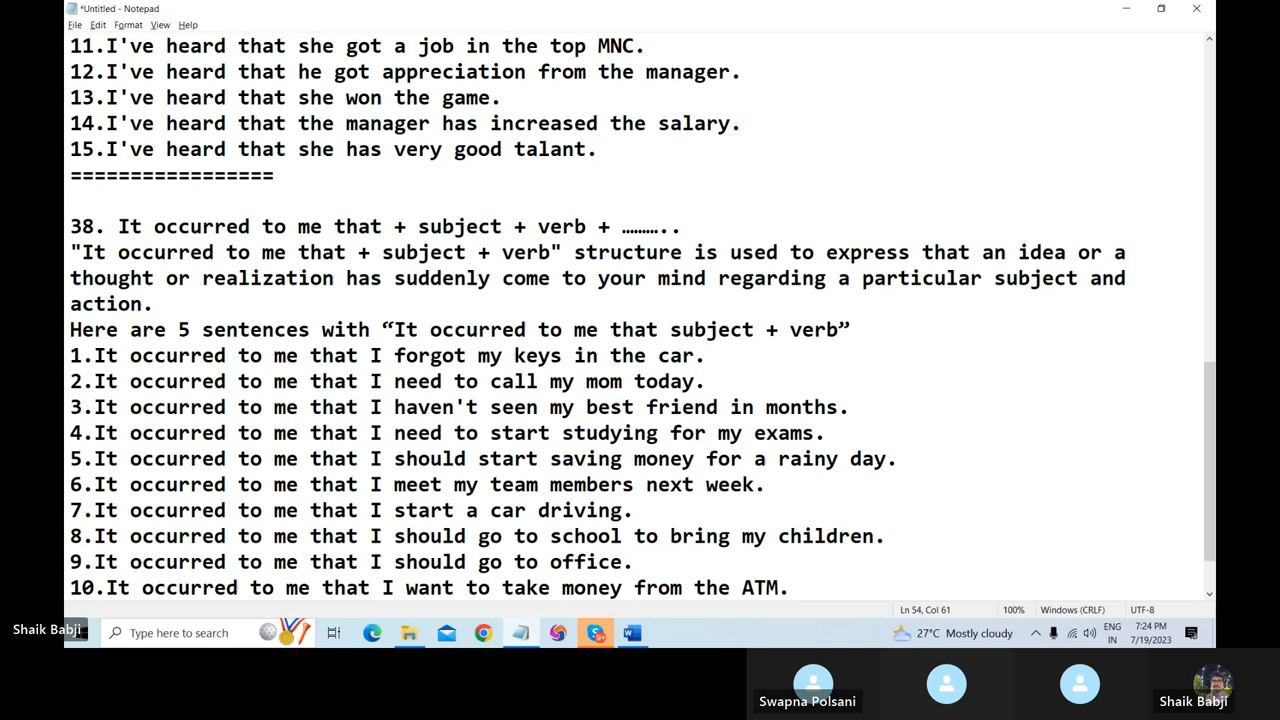 *Untitled - Notepad
File Edit Format View Help
11.I've heard that she got a job in the top MNC.
12.I've heard that he got appreciation from the manager.
13.I've heard that she won the game.
14.I've heard that the manager has increased the salary.
15.I've heard that she has very good talant.
=================
38. It occurred to me that + subject + verb + ………..
"It occurred to me that + subject + verb" structure is used to express that an idea or a
thought or realization has suddenly come to your mind regarding a particular subject and
action.
Here are 5 sentences with “It occurred to me that subject + verb”
1.It occurred to me that I forgot my keys in the car.
2.It occurred to me that I need to call my mom today.
3.It occurred to me that I haven't seen my best friend in months.
4.It occurred to me that I need to start studying for my exams.
5.It occurred to me that I should start saving money for a rainy day.
6.It occurred to me that I meet my team members next week.
7.It occurred to me that I start a car driving.
8.It occurred to me that I should go to school to bring my children.
9.It occurred to me that I should go to office.
10.It occurred to me that I want to take money from the ATM.
Ln 54, Col 61 100% Windows (CRLF) UTF-8
Shaik Babji
Type here to search
27°C Mostly cloudy
ENG
IN
7:24 PM
7/19/2023
Swapna Polsani
Shaik Babji